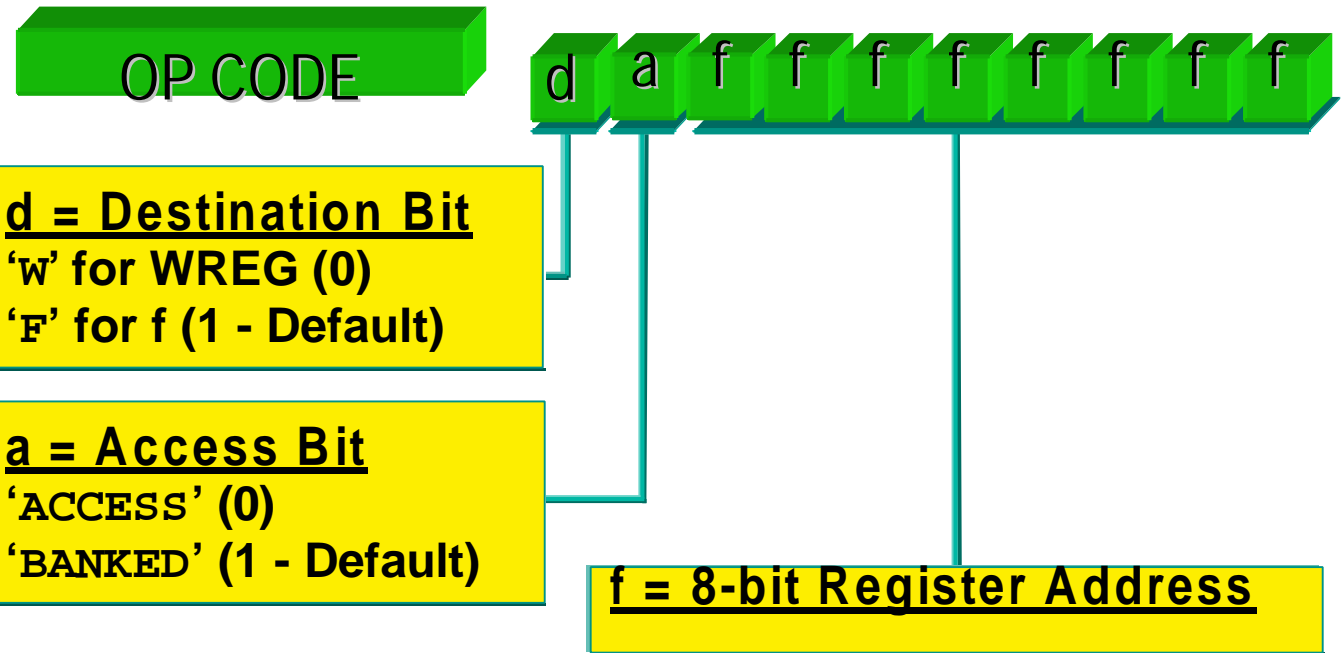 OP CODE
d a f f f f f f f f
d = Destination Bit
‘W’ for WREG (0)
‘F’ for f (1 - Default)
a = Access Bit
‘ACCESS’ (0)
‘BANKED’ (1 - Default)
f = 8-bit Register Address